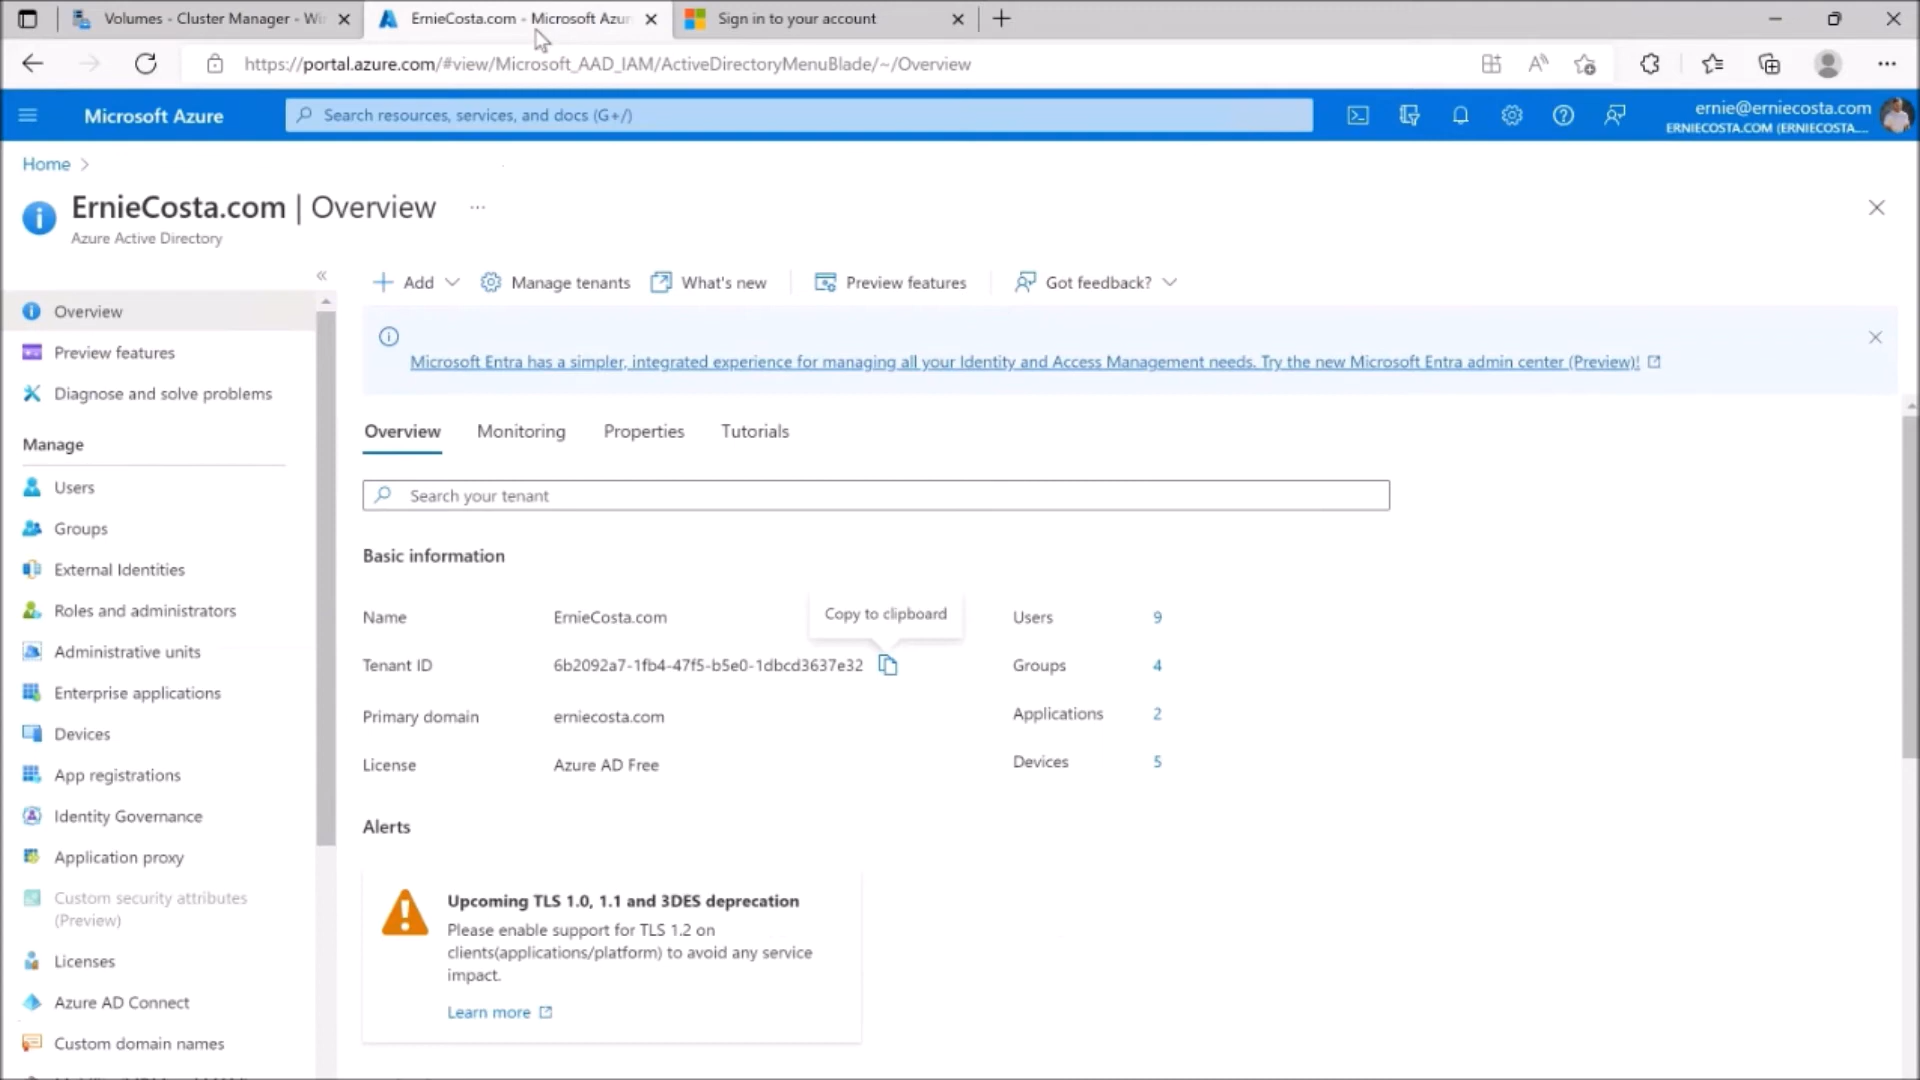 Volumes - Cluster Manager - Wi
ErnieCosta.com - Microsoft Azu
Sign in to your account
https://portal.azure.com/#view/Microsoft_AAD_IAM/ActiveDirectoryMenuBlade/~/Overview
Microsoft Azure
Search resources, services, and docs (G+/)
ernie@erniecosta.com
ERNIECOSTA.COM (ERNIECOSTA....
Home
ErnieCosta.com | Overview
...
Azure Active Directory
Add
Manage tenants
What's new
Preview features
Got feedback?
Microsoft Entra has a simpler, integrated experience for managing all your Identity and Access Management needs. Try the new Microsoft Entra admin center (Preview)!
Overview
Preview features
Diagnose and solve problems
Manage
Users
Groups
External Identities
Roles and administrators
Administrative units
Enterprise applications
Devices
App registrations
Identity Governance
Application proxy
Custom security attributes
(Preview)
Licenses
Azure AD Connect
Custom domain names
Overview
Monitoring
Properties
Tutorials
Search your tenant
Basic information
Name
ErnieCosta.com
Copy to clipboard
Users
9
Tenant ID
6b2092a7-1fb4-47f5-b5e0-1dbcd3637e32
Groups
4
Primary domain
erniecosta.com
Applications
2
License
Azure AD Free
Devices
5
Alerts
Upcoming TLS 1.0, 1.1 and 3DES deprecation
Please enable support for TLS 1.2 on
clients(applications/platform) to avoid any service
impact.
Learn more